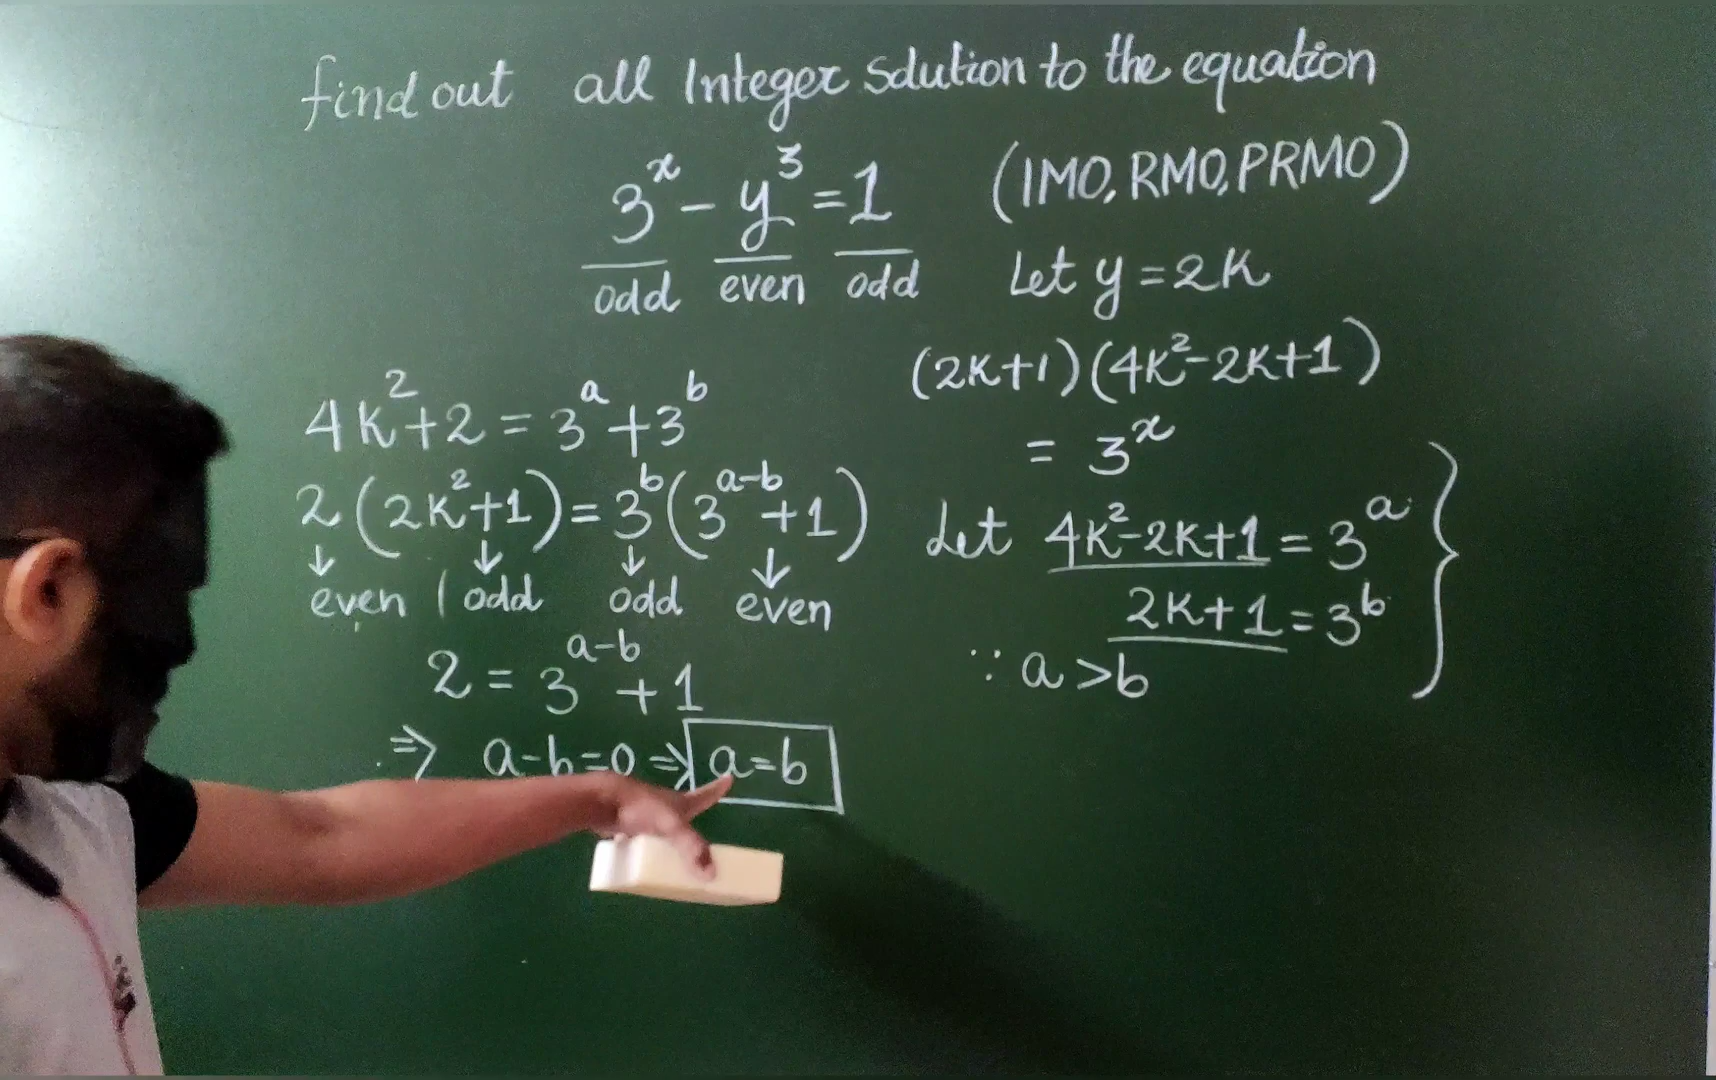 find out all Integer Solution to the equation
3^x - y^3 = 1 (IMO, RMO, PRMO)
odd even odd
Let y = 2K
(2K+1)(4K^2-2K+1)
= 3^x
Let 4K^2-2K+1 = 3^a
2K+1 = 3^b
∵ a > b
4K^2+2 = 3^a+3^b
2(2K^2+1) = 3^b(3^a-b+1)
↓ ↓ ↓ ↓
even | odd odd even
2 = 3^a-b + 1
⇒ a-b=0 ⇒ a=b